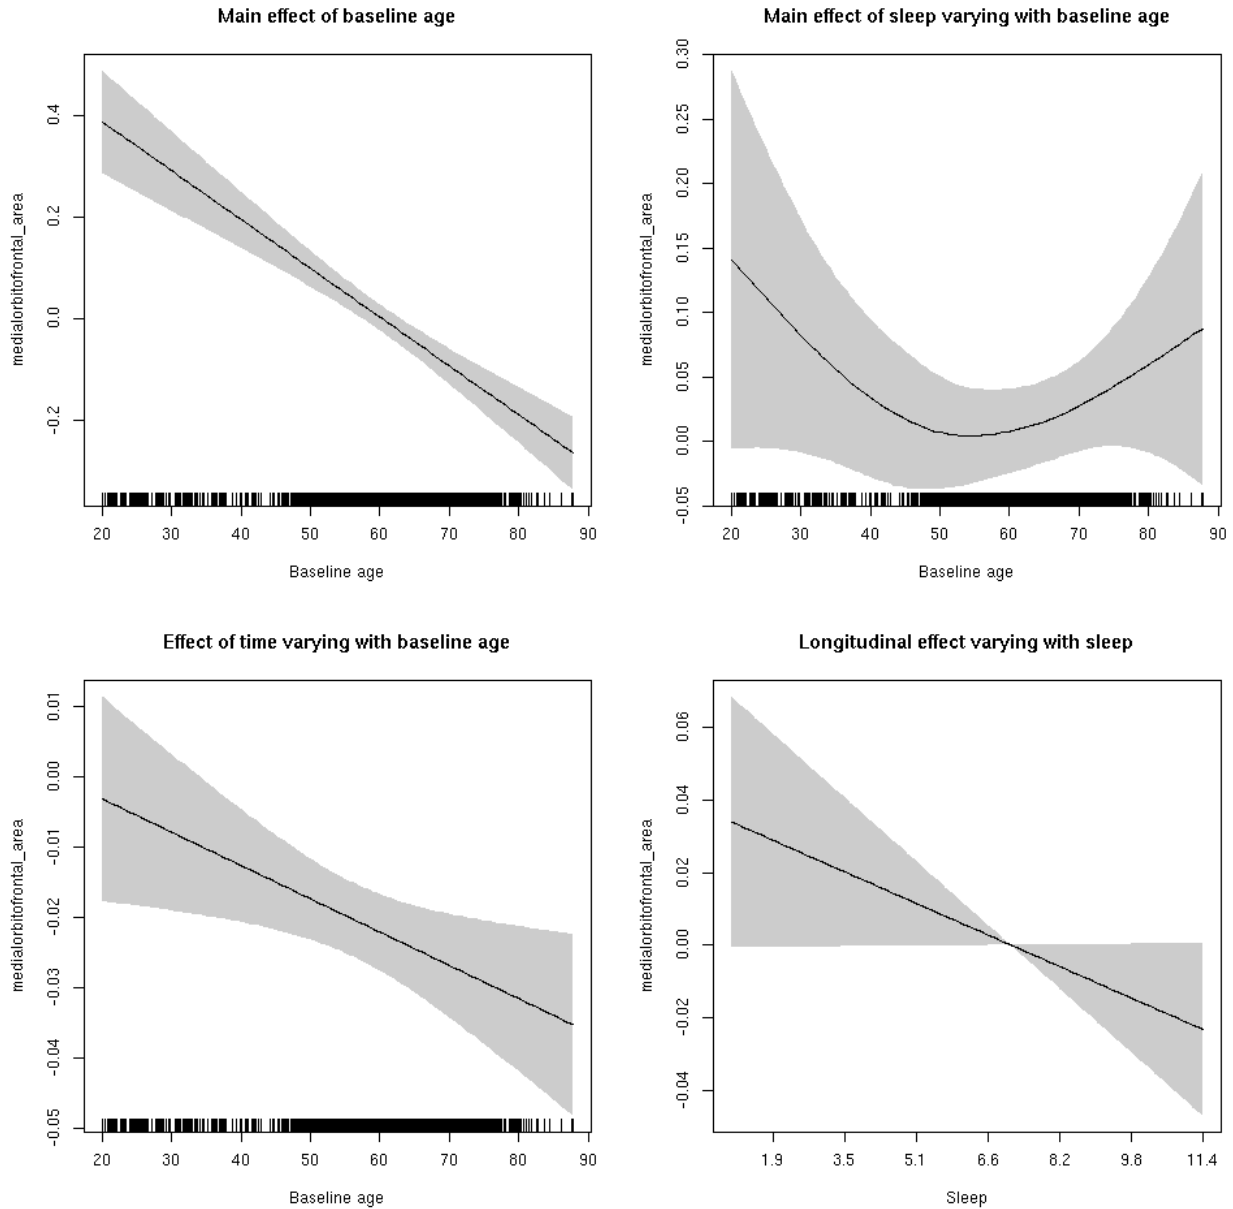 Main effect of baseline age
0.4
0.2
0.0
-0.2
medialorbitofrontal_area
20 30 40 50 60 70 80 90
Baseline age
Main effect of sleep varying with baseline age
0.30
0.25
0.20
0.15
0.10
0.05
0.00
-0.05
medialorbitofrontal_area
20 30 40 50 60 70 80 90
Baseline age
Effect of time varying with baseline age
0.01
0.00
-0.01
-0.02
-0.03
-0.04
-0.05
medialorbitofrontal_area
20 30 40 50 60 70 80 90
Baseline age
Longitudinal effect varying with sleep
0.06
0.04
0.02
0.00
-0.02
-0.04
medialorbitofrontal_area
1.9 3.5 5.1 6.6 8.2 9.8 11.4
Sleep